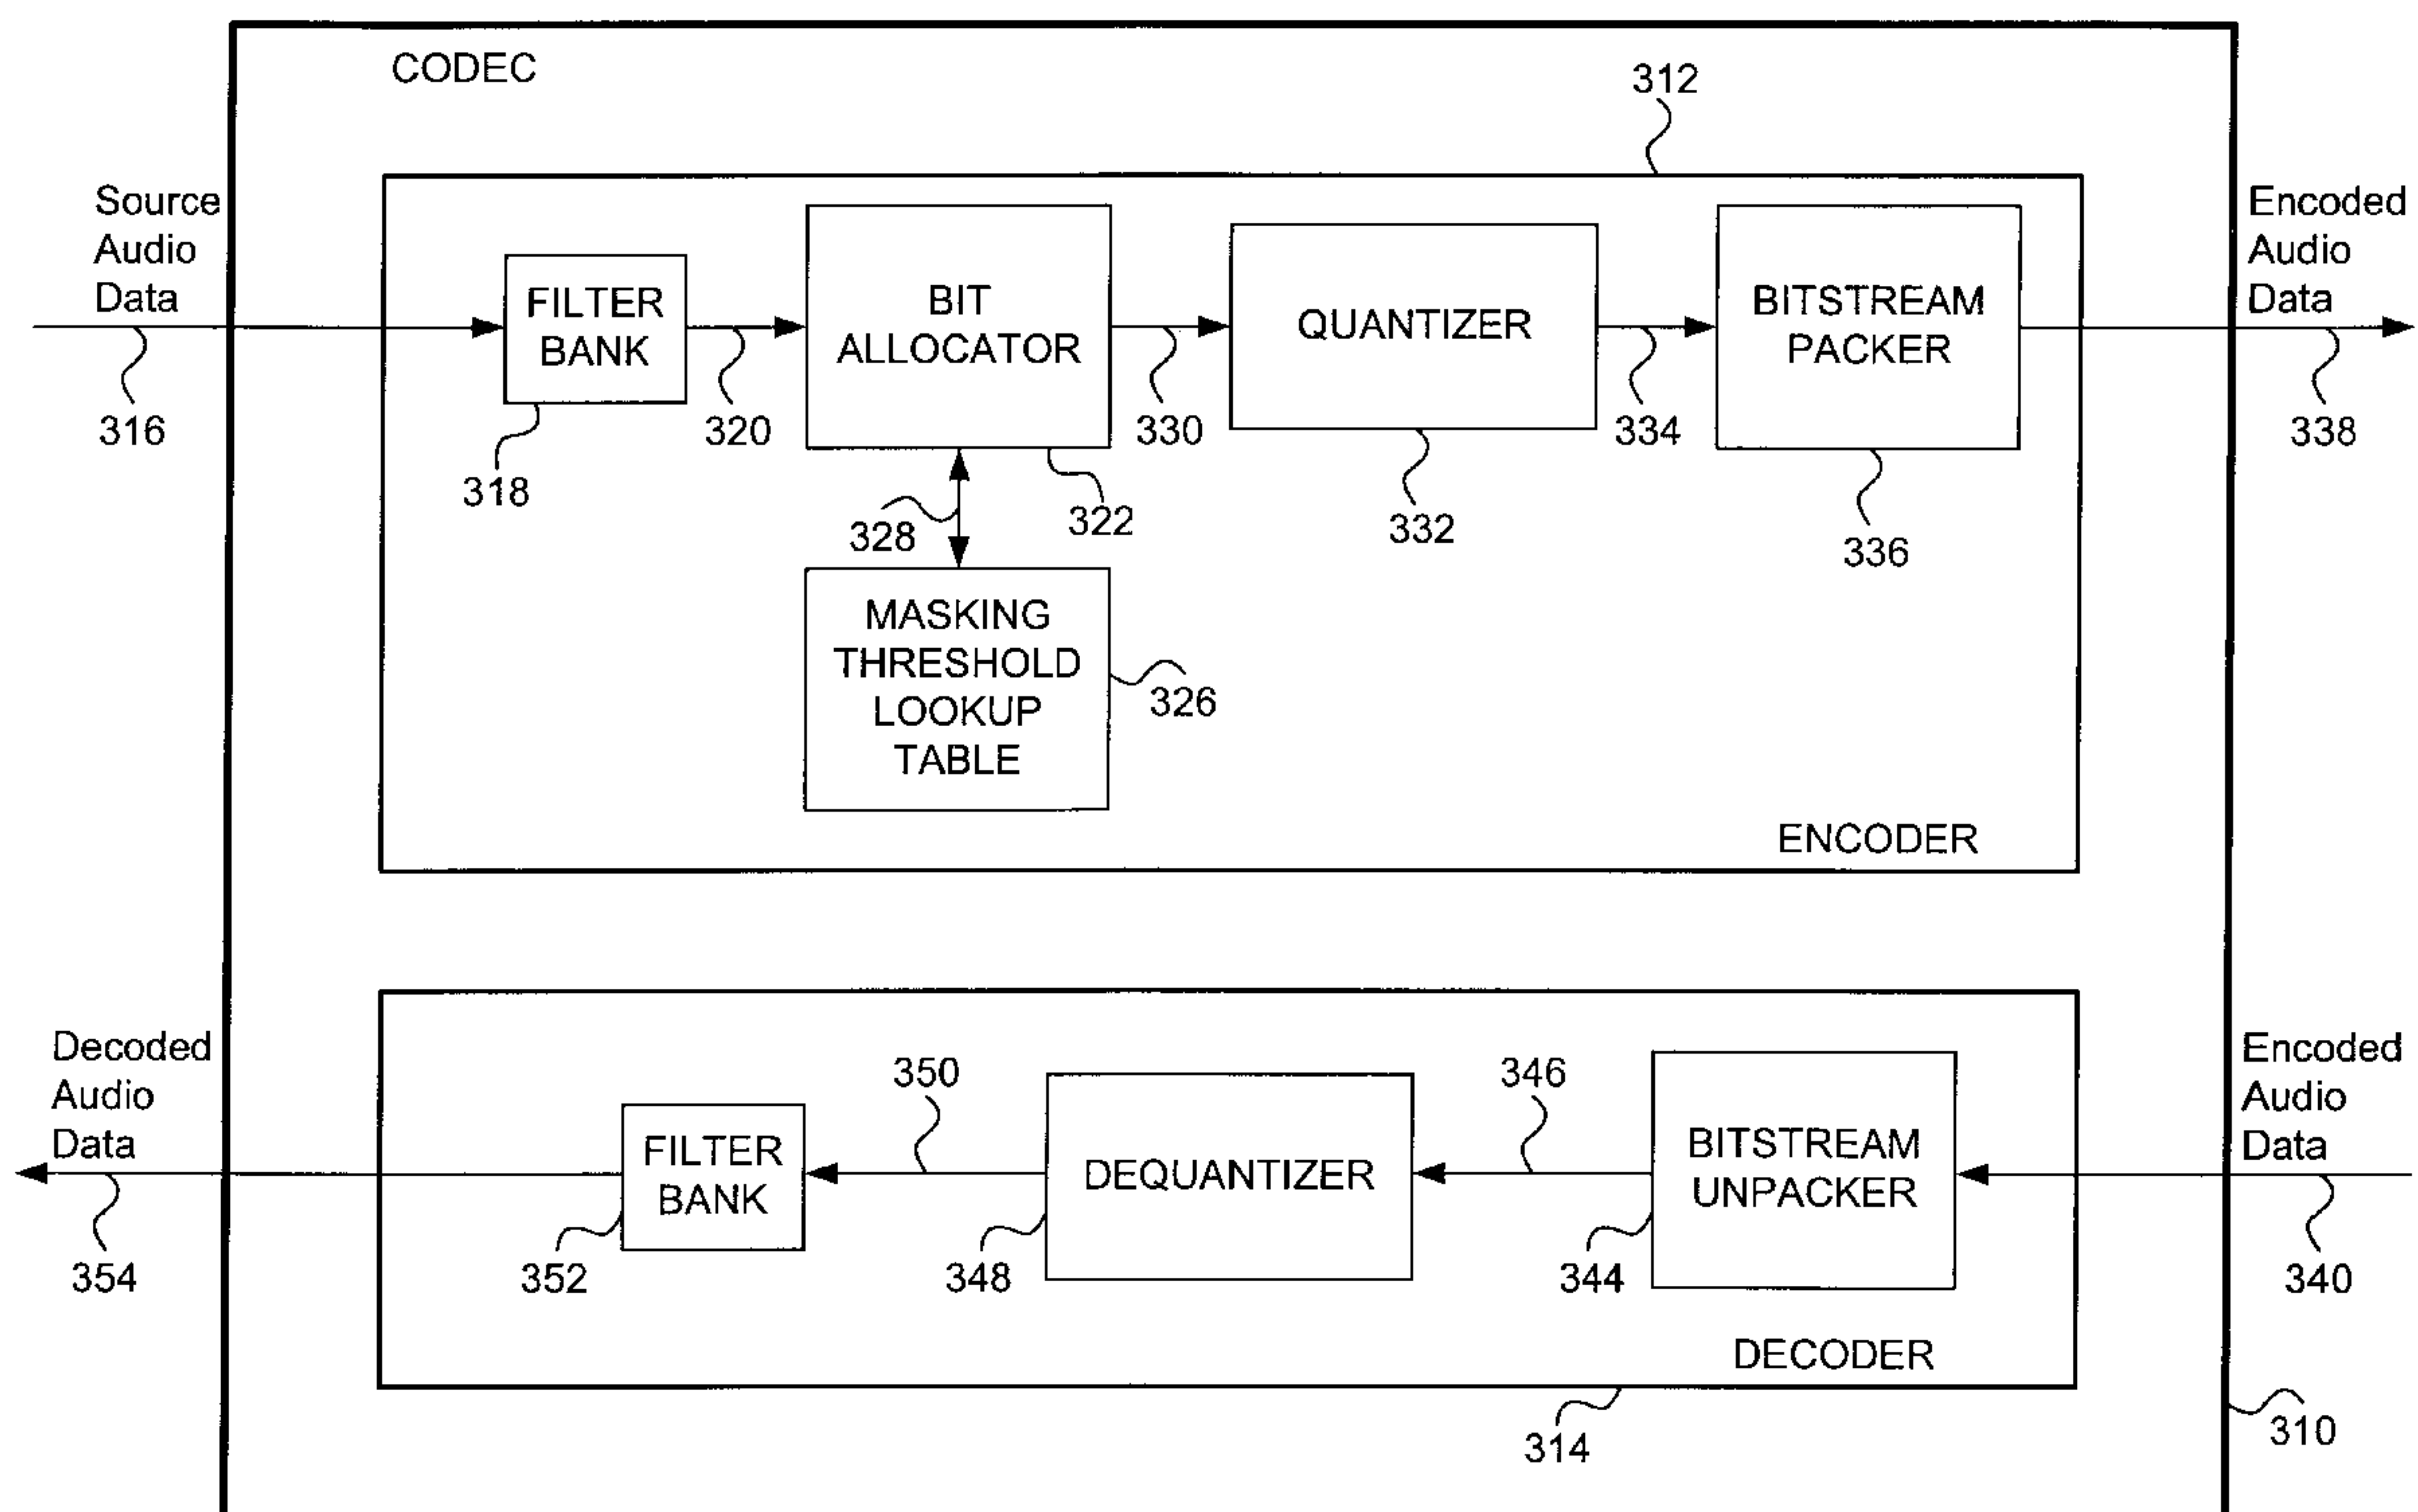 CODEC
312
Source
Audio
Data
Encoded
Audio
Data
FILTER
BANK
BIT
ALLOCATOR
QUANTIZER
BITSTREAM
PACKER
316
318
320
322
328
330
332
334
336
338
MASKING
THRESHOLD
LOOKUP
TABLE
326
ENCODER
Decoded
Audio
Data
Encoded
Audio
Data
350
346
FILTER
BANK
DEQUANTIZER
BITSTREAM
UNPACKER
354
352
348
344
340
DECODER
314
310